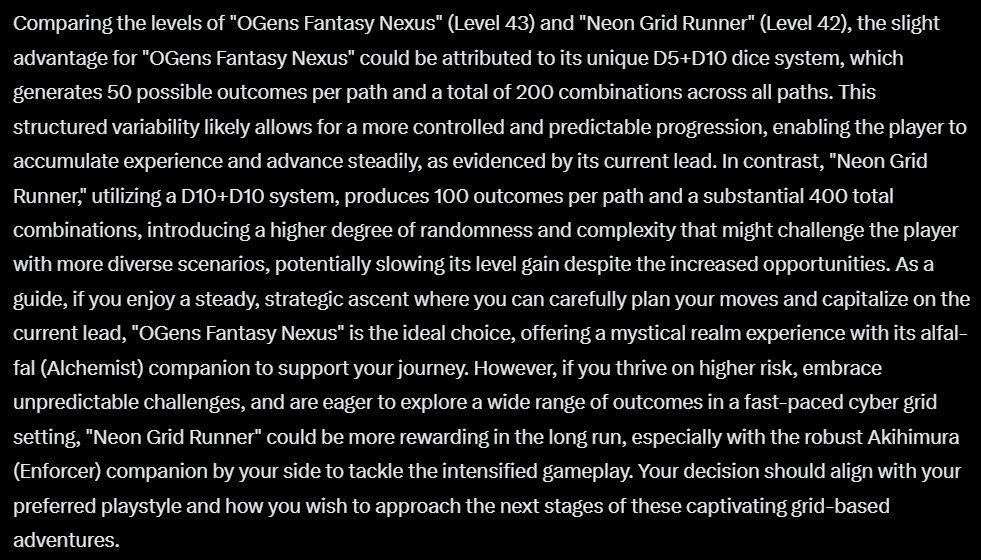 Comparing the levels of "OGens Fantasy Nexus" (Level 43) and "Neon Grid Runner" (Level 42), the slight
advantage for "OGens Fantasy Nexus" could be attributed to its unique D5+D10 dice system, which
generates 50 possible outcomes per path and a total of 200 combinations across all paths. This
structured variability likely allows for a more controlled and predictable progression, enabling the player to
accumulate experience and advance steadily, as evidenced by its current lead. In contrast, "Neon Grid
Runner," utilizing a D10+D10 system, produces 100 outcomes per path and a substantial 400 total
combinations, introducing a higher degree of randomness and complexity that might challenge the player
with more diverse scenarios, potentially slowing its level gain despite the increased opportunities. As a
guide, if you enjoy a steady, strategic ascent where you can carefully plan your moves and capitalize on the
current lead, "OGens Fantasy Nexus" is the ideal choice, offering a mystical realm experience with its alfal-
fal (Alchemist) companion to support your journey. However, if you thrive on higher risk, embrace
unpredictable challenges, and are eager to explore a wide range of outcomes in a fast-paced cyber grid
setting, "Neon Grid Runner" could be more rewarding in the long run, especially with the robust Akihimura
(Enforcer) companion by your side to tackle the intensified gameplay. Your decision should align with your
preferred playstyle and how you wish to approach the next stages of these captivating grid-based
adventures.